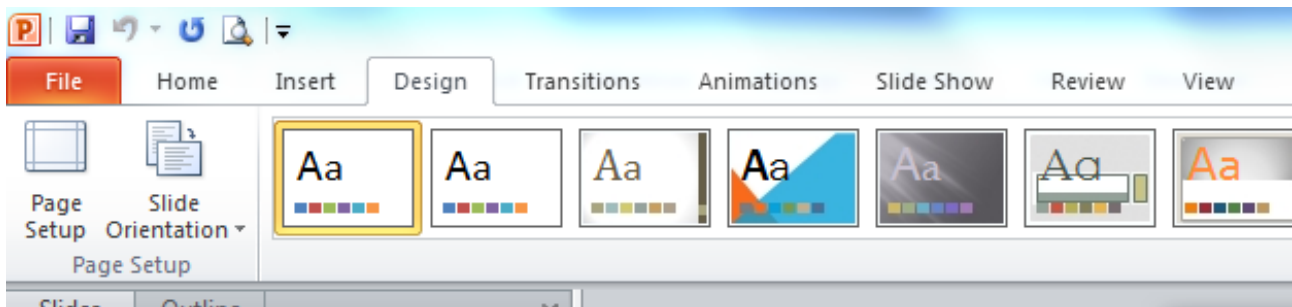 P
File Home Insert Design Transitions Animations Slide Show Review View
Aa Aa Aa Aa Aa Aa Aa
Page Slide
Setup Orientation
Page Setup
Slides Outline